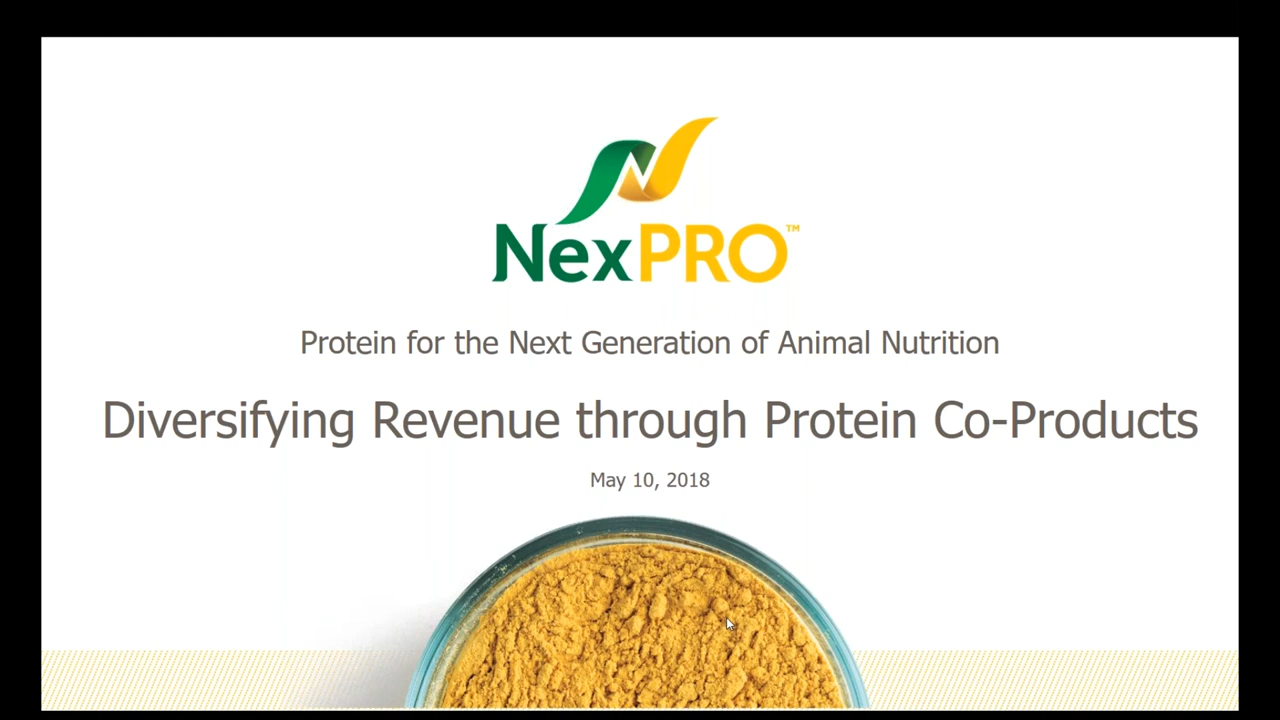 NexPRO™
Protein for the Next Generation of Animal Nutrition
Diversifying Revenue through Protein Co-Products
May 10, 2018